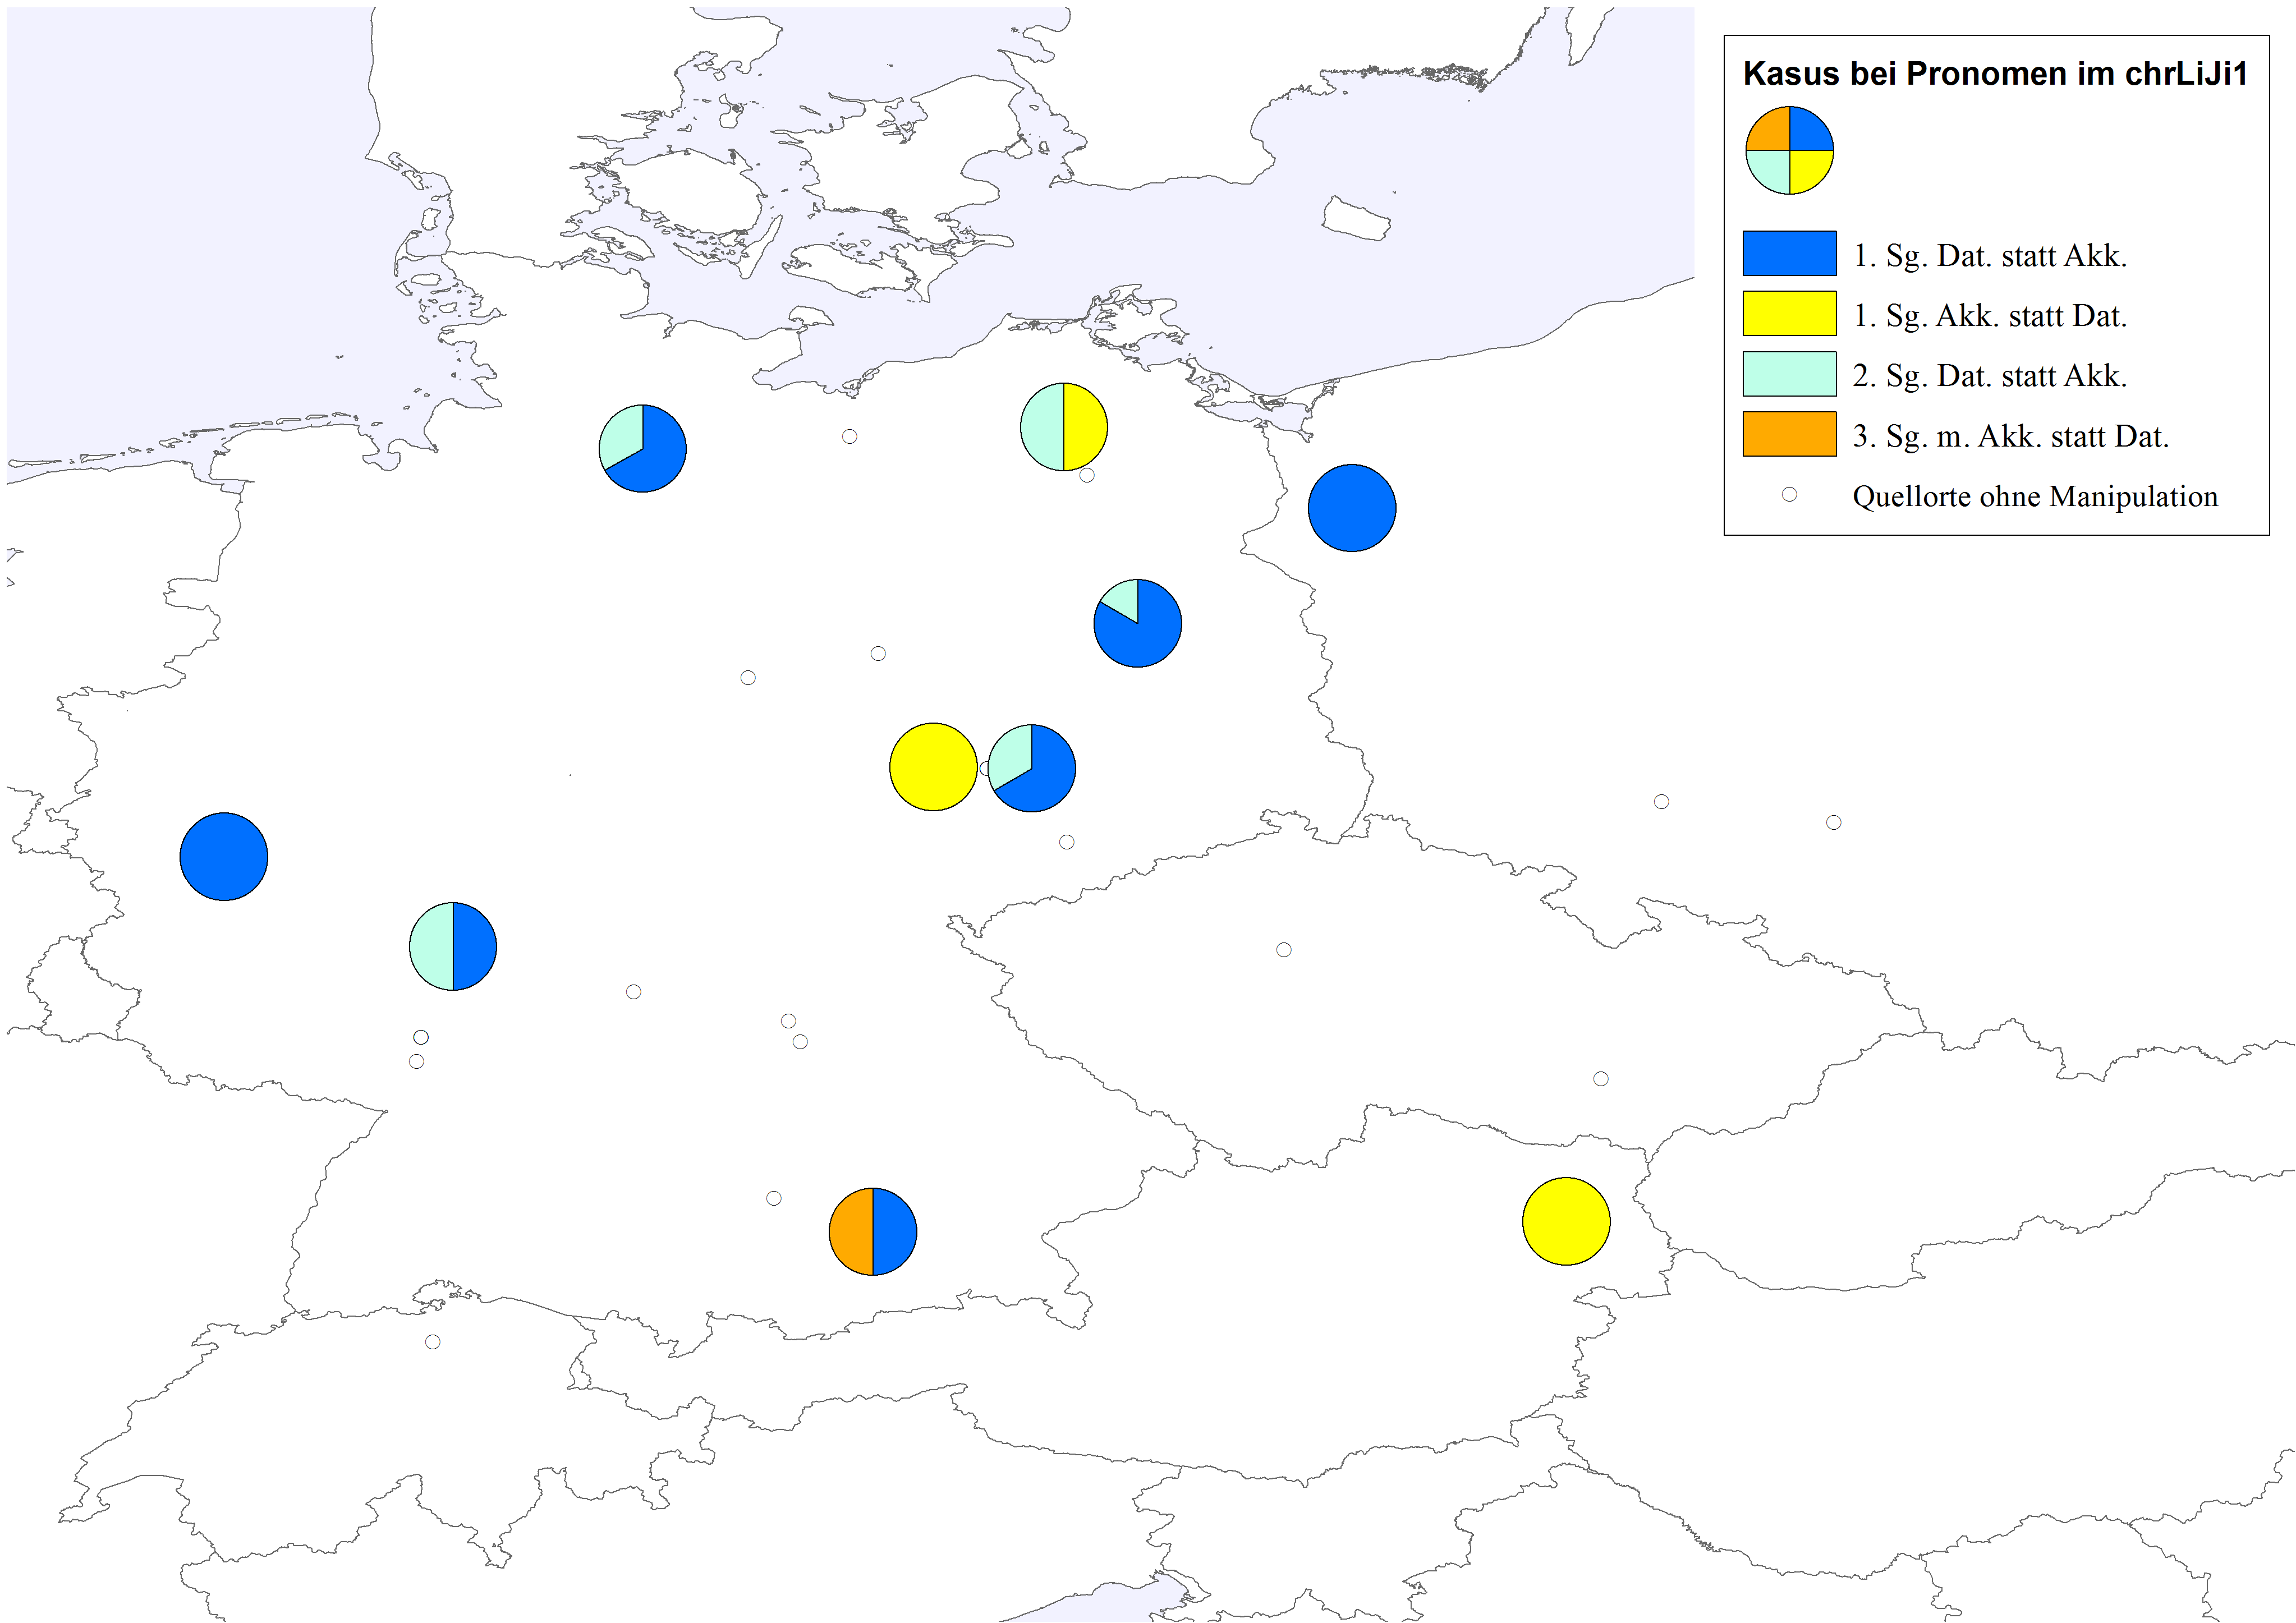 Kasus bei Pronomen im chrLiJi1
1. Sg. Dat. statt Akk.
1. Sg. Akk. statt Dat.
2. Sg. Dat. statt Akk.
3. Sg. m. Akk. statt Dat.
Quellorte ohne Manipulation